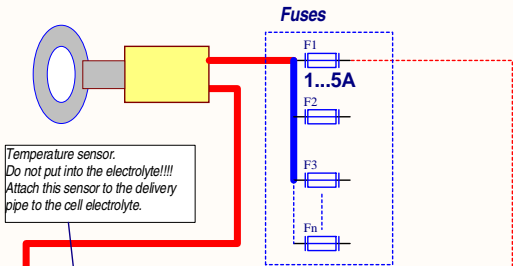 Fuses
F1
1...5A
F2
Temperature sensor.
Do not put into the electrolyte!!!!
Attach this sensor to the delivery
pipe to the cell electrolyte.
F3
Fn